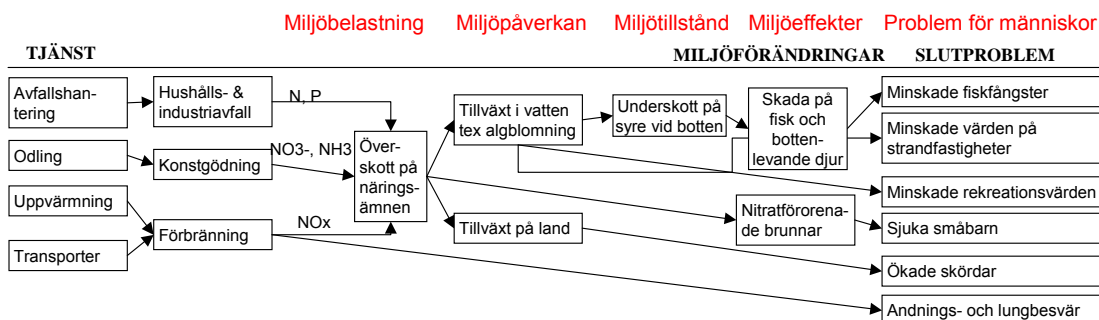 Miljöbelastning Miljöpåverkan Miljötillstånd Miljöeffekter Problem för människor
TJÄNST MILJÖFÖRÄNDRINGAR SLUTPROBLEM
Avfallshan-
tering
Hushålls- &
industriavfall
N, P
Odling
Konstgödning
NO3-, NH3
Uppvärmning
Transporter
Förbränning
NOx
Över-
skott på
närings-
ämnen
Tillväxt i vatten
tex algblomning
Tillväxt på land
Underskott på
syre vid botten
Skada på
fisk och
botten-
levande djur
Nitratförorena-
de brunnar
Minskade fiskfångster
Minskade värden på
strandfastigheter
Minskade rekreationsvärden
Sjuka småbarn
Ökade skördar
Andnings- och lungbesvär